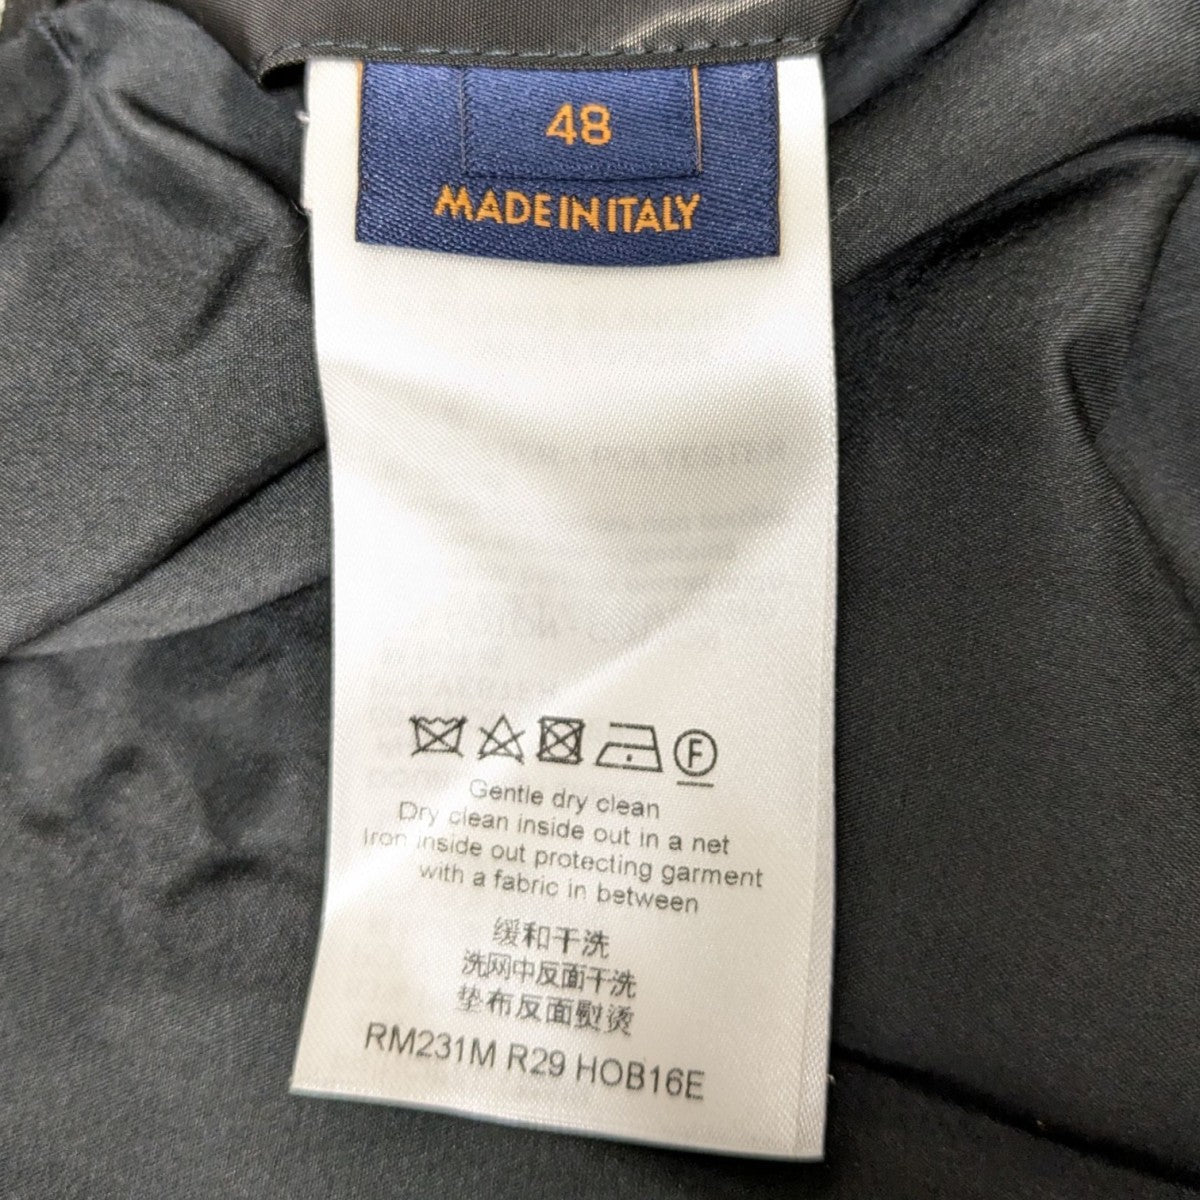 48
MADE IN ITALY
POLYESTER
F
Gentle dry clean
Dry clean inside out in a net
Iron inside out protecting garment
with a fabric in between
缓和干洗
洗网中反面干洗
垫布反面熨烫
RM231M R29 HOB16E